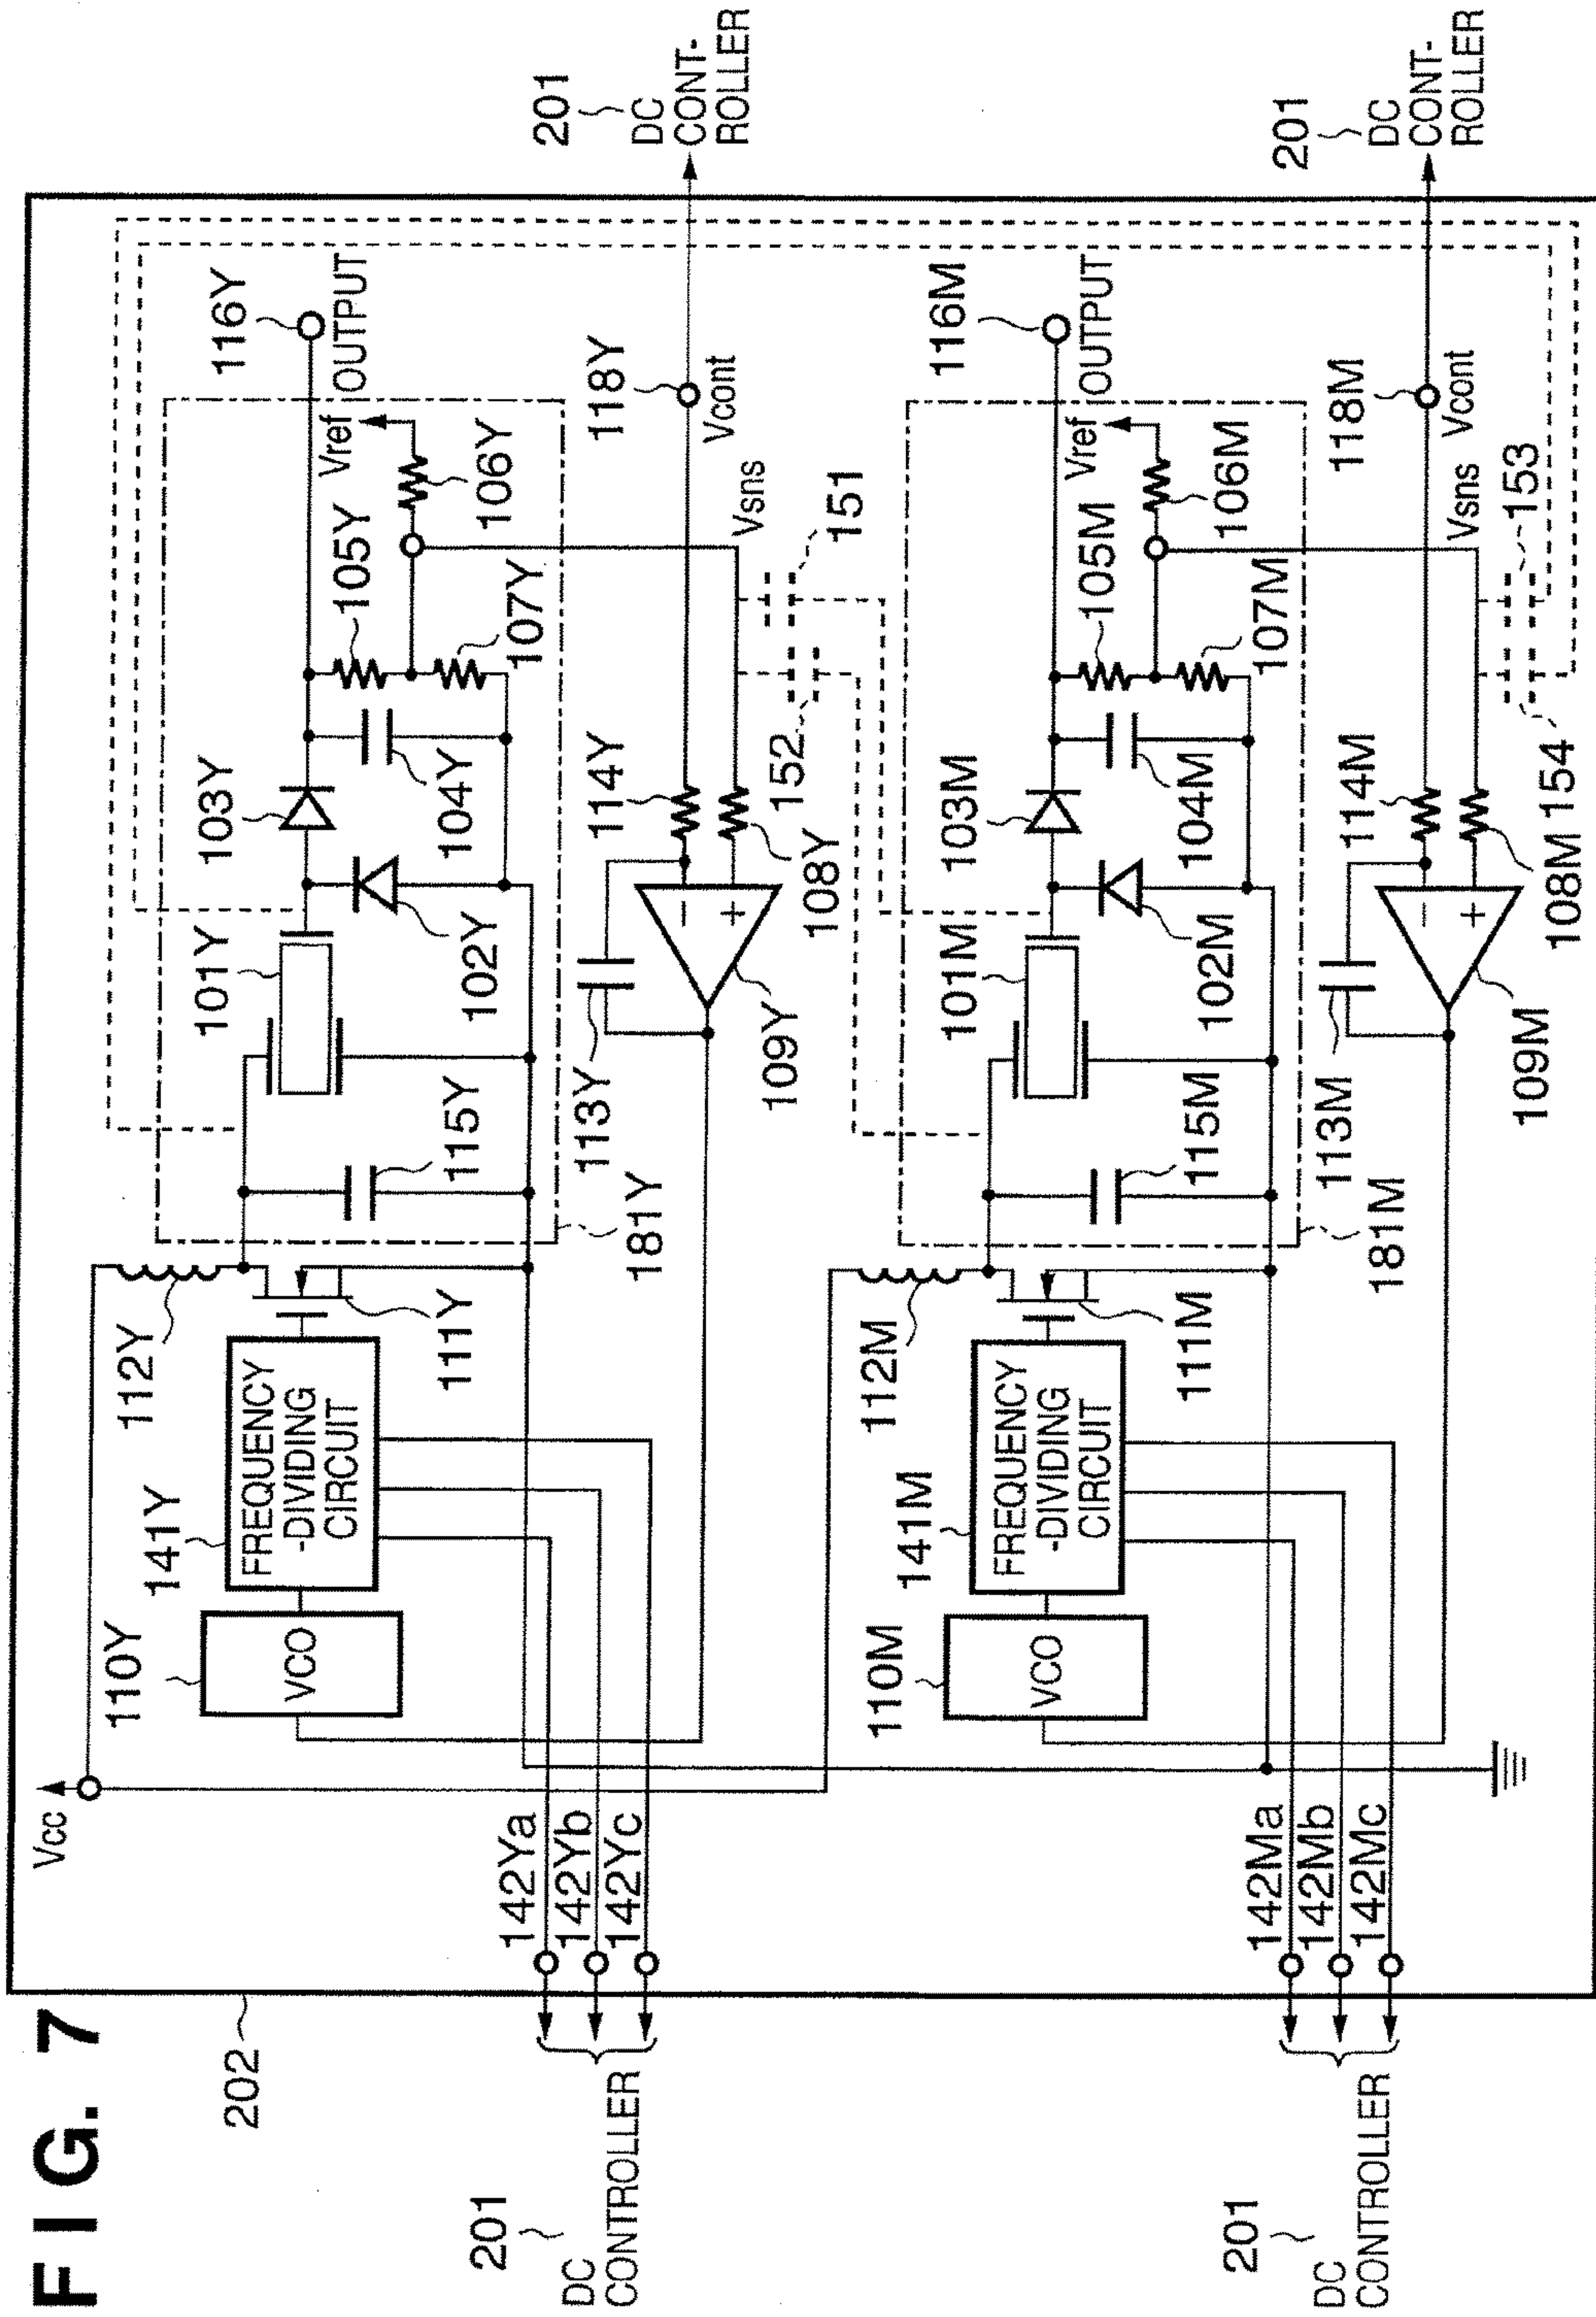 FIG. 7
202
Vcc
110Y
VCO
141Y
FREQUENCY
-DIVIDING
CIRCUIT
112Y
111Y
181Y
115Y
101Y
102Y
103Y
104Y
105Y
107Y
106Y
Vref
116Y
OUTPUT
113Y
109Y
-
+
108Y
114Y
152
151
Vsns
118Y
Vcont
201
DC
CONT-
ROLLER
142Ya
142Yb
142Yc
201
DC
CONTROLLER
110M
VCO
141M
FREQUENCY
-DIVIDING
CIRCUIT
112M
111M
181M
115M
101M
102M
103M
104M
105M
107M
106M
Vref
116M
OUTPUT
113M
109M
-
+
108M
114M
154
153
Vsns
118M
Vcont
201
DC
CONT-
ROLLER
142Ma
142Mb
142Mc
201
DC
CONTROLLER